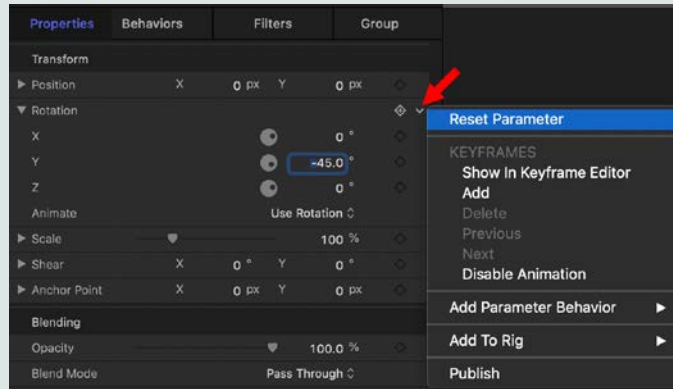 Properties Behaviors Filters Group
Transform
Position X 0 px Y 0 px
Rotation
X 0 °
Y -45.0 °
Z 0 °
Animate Use Rotation
Scale 100 %
Shear X 0 ° Y 0 °
Anchor Point X 0 px Y 0 px
Blending
Opacity 100.0 %
Blend Mode Pass Through
Reset Parameter
KEYFRAMES
Show In Keyframe Editor
Add
Delete
Previous
Next
Disable Animation
Add Parameter Behavior
Add To Rig
Publish